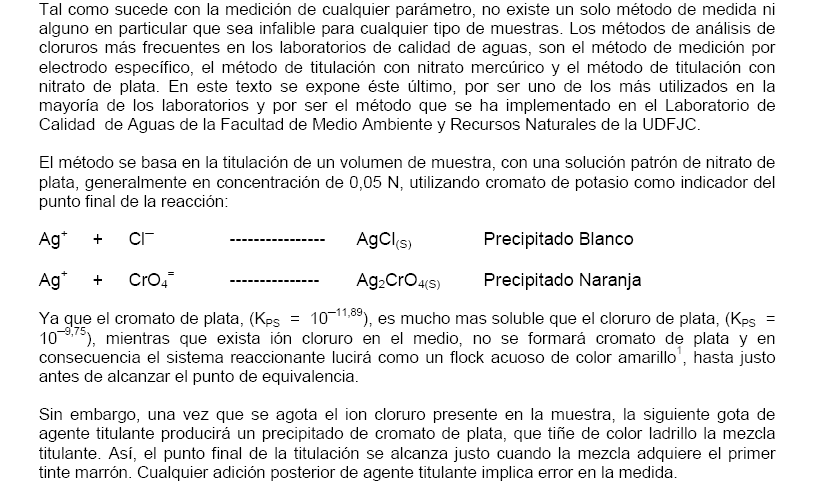 Tal como sucede con la medición de cualquier parámetro, no existe un solo método de medida ni
alguno en particular que sea infalible para cualquier tipo de muestras. Los métodos de análisis de
cloruros más frecuentes en los laboratorios de calidad de aguas, son el método de medición por
electrodo específico, el método de titulación con nitrato mercúrico y el método de titulación con
nitrato de plata. En este texto se expone éste último, por ser uno de los más utilizados en la
mayoría de los laboratorios y por ser el método que se ha implementado en el Laboratorio de
Calidad de Aguas de la Facultad de Medio Ambiente y Recursos Naturales de la UDFJC.
El método se basa en la titulación de un volumen de muestra, con una solución patrón de nitrato de
plata, generalmente en concentración de 0,05 N, utilizando cromato de potasio como indicador del
punto final de la reacción:
Ag⁺ + Cl⁻ ---------------- AgCl(S) Precipitado Blanco
Ag⁺ + CrO₄⁼ --------------- Ag₂CrO₄(S) Precipitado Naranja
Ya que el cromato de plata, (KPS = 10⁻¹¹,⁸⁹), es mucho mas soluble que el cloruro de plata, (KPS =
10⁻⁹,⁷⁵), mientras que exista ión cloruro en el medio, no se formará cromato de plata y en
consecuencia el sistema reaccionante lucirá como un flock acuoso de color amarillo¹, hasta justo
antes de alcanzar el punto de equivalencia.
Sin embargo, una vez que se agota el ion cloruro presente en la muestra, la siguiente gota de
agente titulante producirá un precipitado de cromato de plata, que tiñe de color ladrillo la mezcla
titulante. Así, el punto final de la titulación se alcanza justo cuando la mezcla adquiere el primer
tinte marrón. Cualquier adición posterior de agente titulante implica error en la medida.